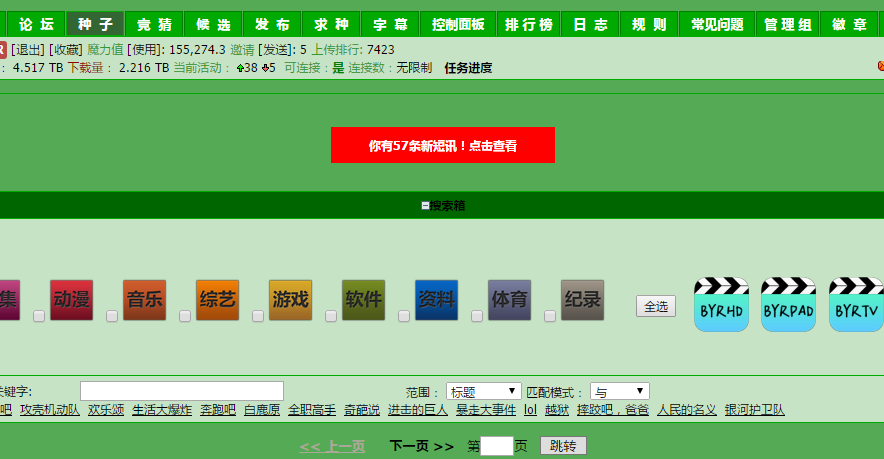 论坛 种子 竞猜 候选 发布 求种 字幕 控制面板 排行榜 日志 规则 常见问题 管理组 徽章
[退出] [收藏] 魔力值 [使用]: 155,274.3 邀请 [发送]: 5 上传排行: 7423
： 4.517 TB 下载量： 2.216 TB 当前活动： 38 5 可连接：是 连接数：无限制 任务进度
你有57条新短讯！点击查看
搜索箱
集 动漫 音乐 综艺 游戏 软件 资料 体育 纪录 全选 BYRHD BYRPAD BYRTV
关键字: 范围： 标题 匹配模式： 与
吧 攻壳机动队 欢乐颂 生活大爆炸 奔跑吧 白鹿原 全职高手 奇葩说 进击的巨人 暴走大事件 lol 越狱 摔跤吧，爸爸 人民的名义 银河护卫队
<< 上一页 下一页 >> 第 页 跳转